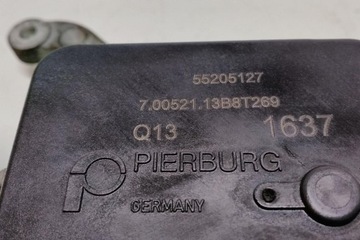 55205127
7.00521.13B8T269
Q13 1637
PIERBURG
GERMANY